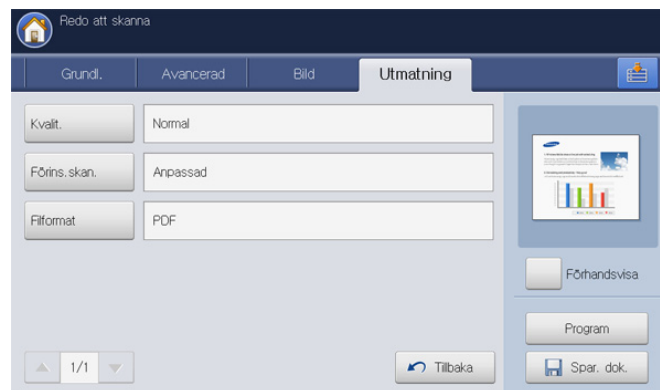 Redo att skanna
Grundl.
Avancerad
Bild
Utmatning
Kvalit.
Normal
Förins.skan.
Anpassad
Filformat
PDF
Förhandsvisa
Program
1/1
Tillbaka
Spar. dok.